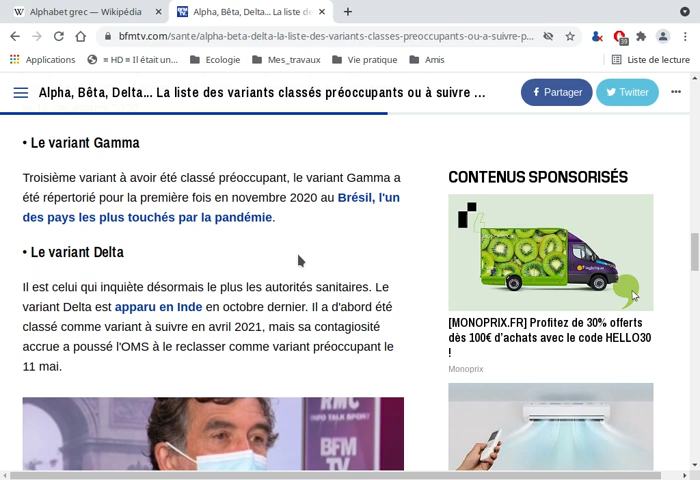 Alphabet grec — Wikipédia
Alpha, Bêta, Delta... La liste de
bfmtv.com/sante/alpha-beta-delta-la-liste-des-variants-classes-preoccupants-ou-a-suivre-p...
Applications
= HD = Il était un...
Ecologie
Mes_travaux
Vie pratique
Amis
Liste de lecture
Alpha, Bêta, Delta... La liste des variants classés préoccupants ou à suivre ...
Partager
Twitter
• Le variant Gamma
Troisième variant à avoir été classé préoccupant, le variant Gamma a
été répertorié pour la première fois en novembre 2020 au Brésil, l'un
des pays les plus touchés par la pandémie.
• Le variant Delta
Il est celui qui inquiète désormais le plus les autorités sanitaires. Le
variant Delta est apparu en Inde en octobre dernier. Il a d'abord été
classé comme variant à suivre en avril 2021, mais sa contagiosité
accrue a poussé l'OMS à le reclasser comme variant préoccupant le
11 mai.
RMC
INFO TALK SPORT
BFM
TV
CONTENUS SPONSORISÉS
[MONOPRIX.FR] Profitez de 30% offerts
dès 100€ d'achats avec le code HELLO30
!
Monoprix